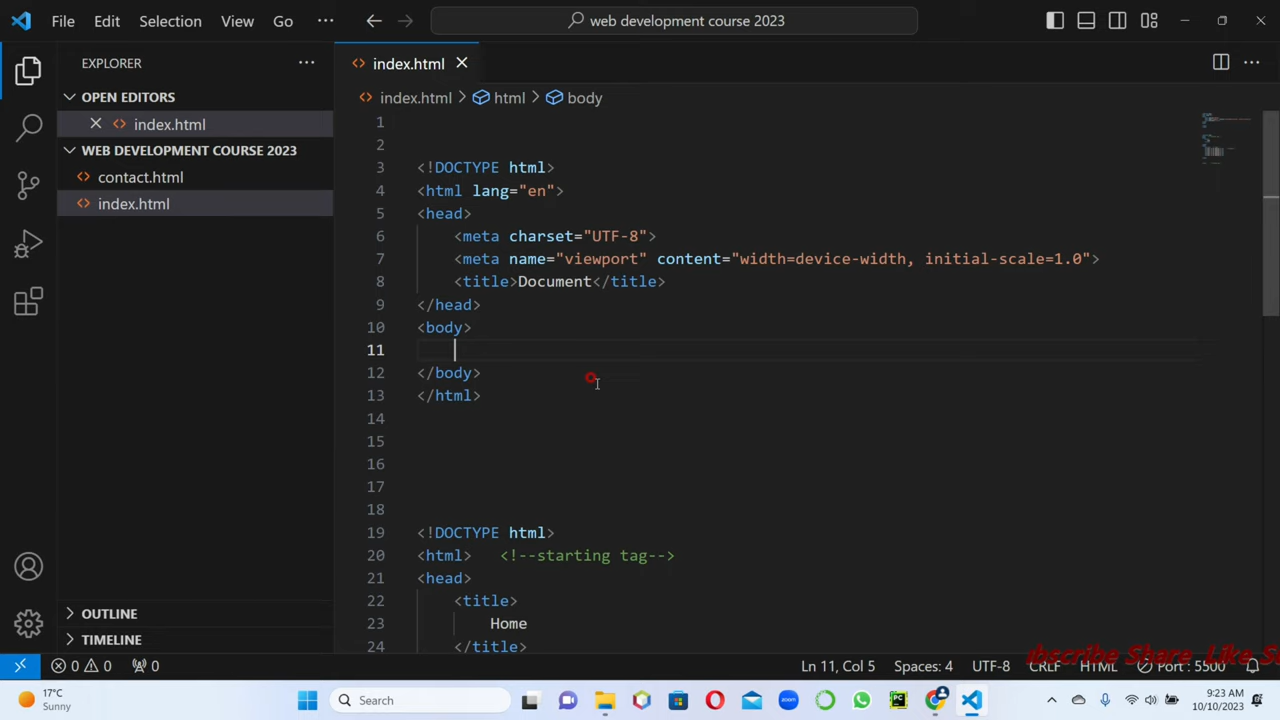 File Edit Selection View Go ··· web development course 2023
EXPLORER ···
OPEN EDITORS
index.html
WEB DEVELOPMENT COURSE 2023
contact.html
index.html
OUTLINE
TIMELINE
index.html
index.html > html > body
1
2
3 <!DOCTYPE html>
4 <html lang="en">
5 <head>
6 <meta charset="UTF-8">
7 <meta name="viewport" content="width=device-width, initial-scale=1.0">
8 <title>Document</title>
9 </head>
10 <body>
11
12 </body>
13 </html>
14
15
16
17
18
19 <!DOCTYPE html>
20 <html> <!--starting tag-->
21 <head>
22 <title>
23 Home
24 </title>
0 0 0 Ln 11, Col 5 Spaces: 4 UTF-8 CRLF HTML Port : 5500
ubscribe Share Like S
17°C
Sunny
Search
zoom
PC
9:23 AM
10/10/2023